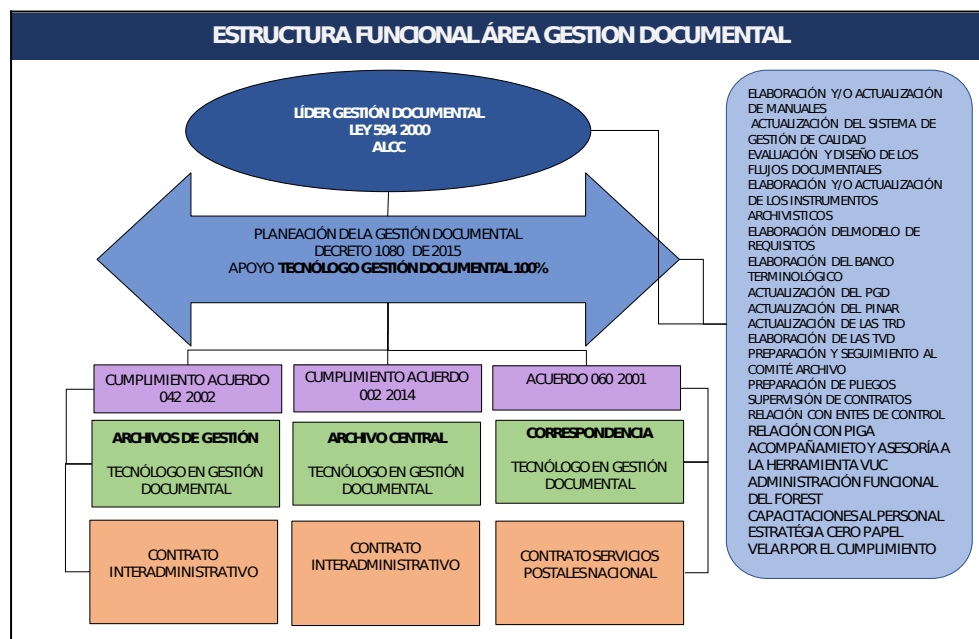 ESTRUCTURA FUNCIONAL ÁREA GESTION DOCUMENTAL
LÍDER GESTIÓN DOCUMENTAL
LEY 594 2000
ALCC
PLANEACIÓN DE LA GESTIÓN DOCUMENTAL
DECRETO 1080 DE 2015
APOYO TECNÓLOGO GESTIÓN DOCUMENTAL 100%
CUMPLIMIENTO ACUERDO
042 2002
CUMPLIMIENTO ACUERDO
002 2014
ACUERDO 060 2001
ARCHIVOS DE GESTIÓN
TECNÓLOGO EN GESTIÓN
DOCUMENTAL
ARCHIVO CENTRAL
TECNÓLOGO EN GESTIÓN
DOCUMENTAL
CORRESPONDENCIA
TECNÓLOGO EN GESTIÓN
DOCUMENTAL
CONTRATO
INTERADMINISTRATIVO
CONTRATO
INTERADMINISTRATIVO
CONTRATO SERVICIOS
POSTALES NACIONAL
ELABORACIÓN Y/O ACTUALIZACIÓN
DE MANUALES
ACTUALIZACIÓN DEL SISTEMA DE
GESTIÓN DE CALIDAD
EVALUACIÓN Y DISEÑO DE LOS
FLUJOS DOCUMENTALES
ELABORACIÓN Y/O ACTUALIZACIÓN
DE LOS INSTRUMENTOS
ARCHIVISTICOS
ELABORACIÓN DELMODELO DE
REQUISITOS
ELABORACIÓN DEL BANCO
TERMINOLÓGICO
ACTUALIZACIÓN DEL PGD
ACTUALIZACIÓN DEL PINAR
ACTUALIZACIÓN DE LAS TRD
ELABORACIÓN DE LAS TVD
PREPARACIÓN Y SEGUIMIENTO AL
COMITÉ ARCHIVO
PREPARACIÓN DE PLIEGOS
SUPERVISIÓN DE CONTRATOS
RELACIÓN CON ENTES DE CONTROL
RELACIÓN CON PIGA
ACOMPAÑAMIETO Y ASESORÍA A
LA HERRAMIENTA VUC
ADMINISTRACIÓN FUNCIONAL
DEL FOREST
CAPACITACIONES AL PERSONAL
ESTRATÉGIA CERO PAPEL
VELAR POR EL CUMPLIMIENTO